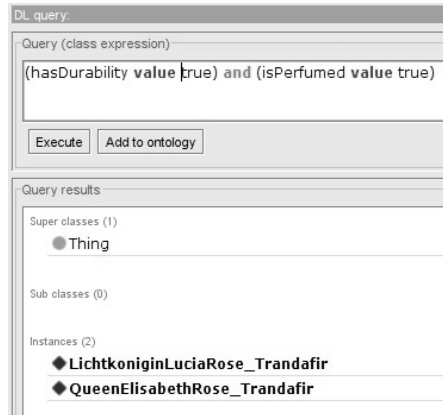 DL query:
Query (class expression)
(hasDurability value true) and (isPerfumed value true)
Execute Add to ontology
Query results
Super classes (1)
Thing
Sub classes (0)
Instances (2)
LichtkoniginLuciaRose_Trandafir
QueenElisabethRose_Trandafir